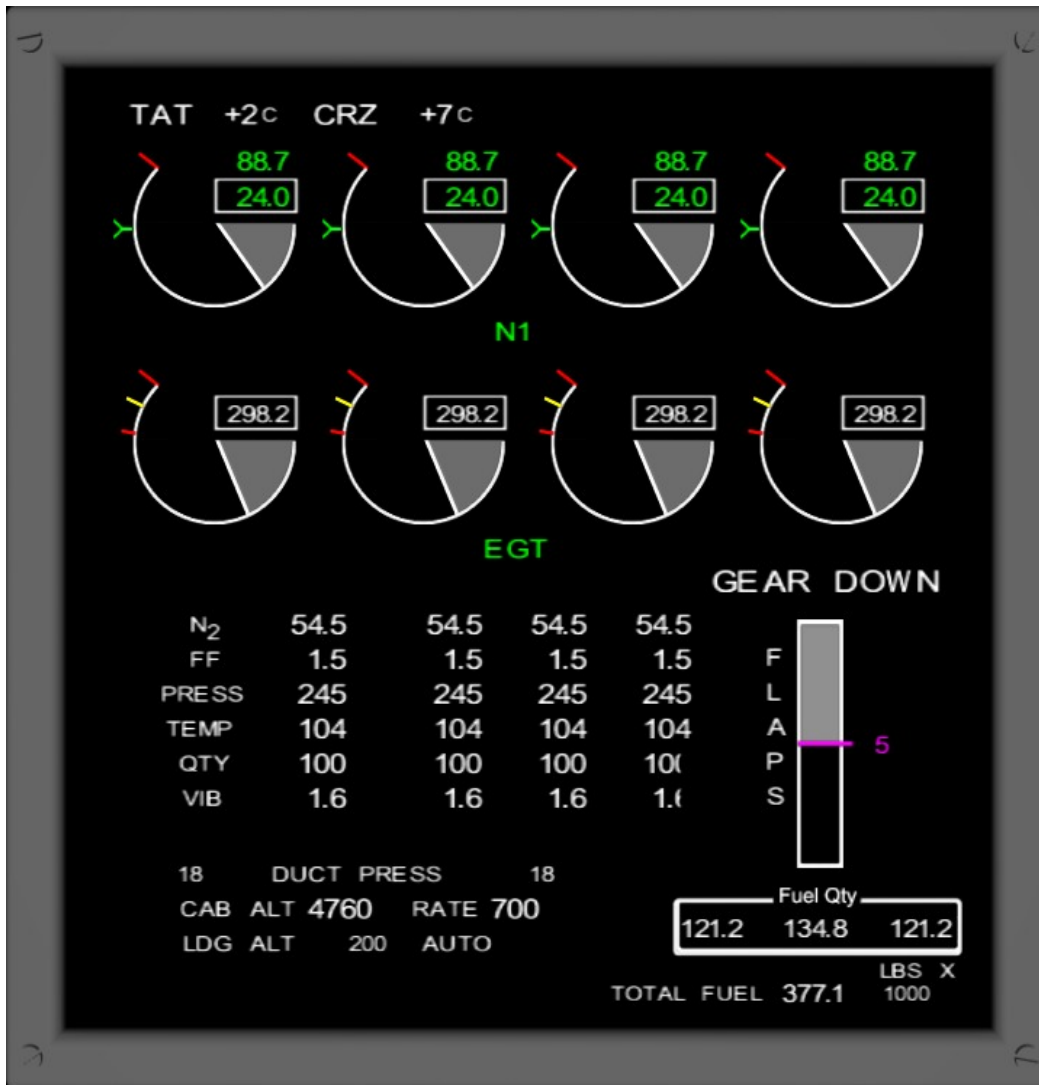 TAT +2 C CRZ +7 C
88.7 88.7 88.7 88.7
24.0 24.0 24.0 24.0
N1
298.2 298.2 298.2 298.2
EGT
GEAR DOWN
N2 54.5 54.5 54.5 54.5
FF 1.5 1.5 1.5 1.5
PRESS 245 245 245 245
TEMP 104 104 104 104
QTY 100 100 100
VIB 1.6 1.6 1.6
FLAPS
5
18 DUCT PRESS 18
CAB ALT 4760 RATE 700
LDG ALT 200 AUTO
Fuel Qty
121.2 134.8 121.2
LBS X
TOTAL FUEL 377.1 1000